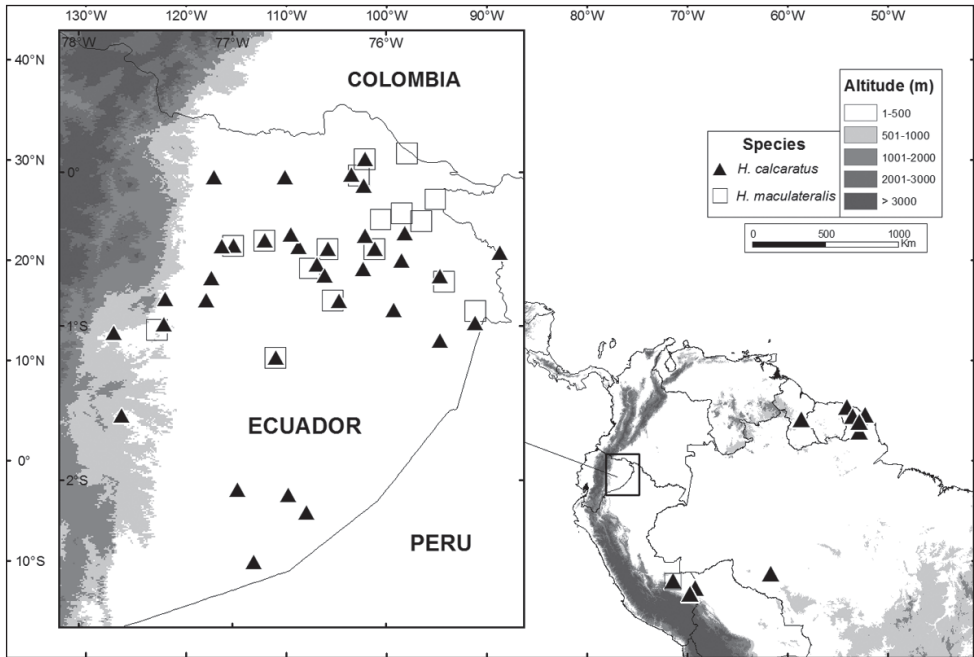 130°W 120°W 110°W 100°W 90°W 80°W 70°W 60°W 50°W
78°W 77°W 76°W
40°N
30°N
20°N
10°N
0°
10°S
0°
1°S
2°S
COLOMBIA
ECUADOR
PERU
Species
H. calcaratus
H. maculateralis
Altitude (m)
1-500
501-1000
1001-2000
2001-3000
> 3000
0 500 1000
Km